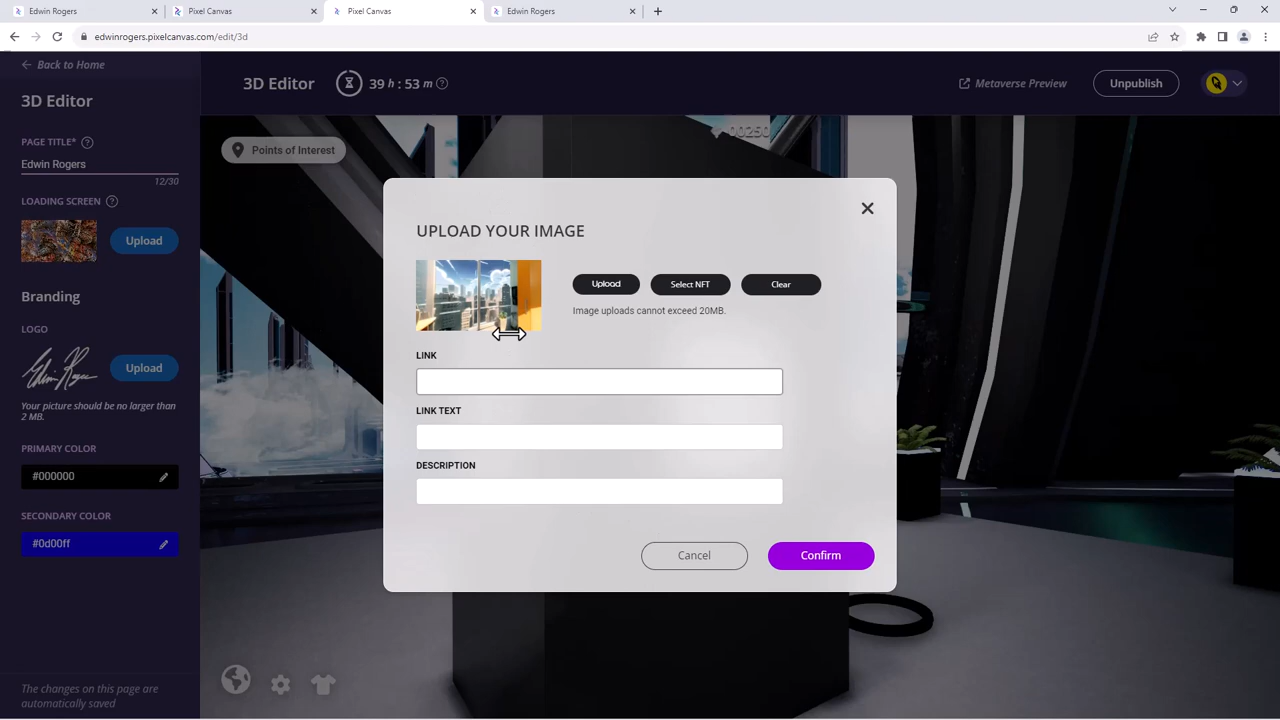 Edwin Rogers
Pixel Canvas
Pixel Canvas
Edwin Rogers
edwinrogers.pixelcanvas.com/edit/3d
Back to Home
3D Editor
39 h : 53 m
Metaverse Preview
Unpublish
3D Editor
PAGE TITLE*
Edwin Rogers
12/30
LOADING SCREEN
Upload
Branding
LOGO
Edwin Rogers
Upload
Your picture should be no larger than
2 MB.
PRIMARY COLOR
#000000
SECONDARY COLOR
#0d00ff
The changes on this page are
automatically saved
Points of Interest
00250
UPLOAD YOUR IMAGE
Upload
Select NFT
Clear
Image uploads cannot exceed 20MB.
LINK
LINK TEXT
DESCRIPTION
Cancel
Confirm